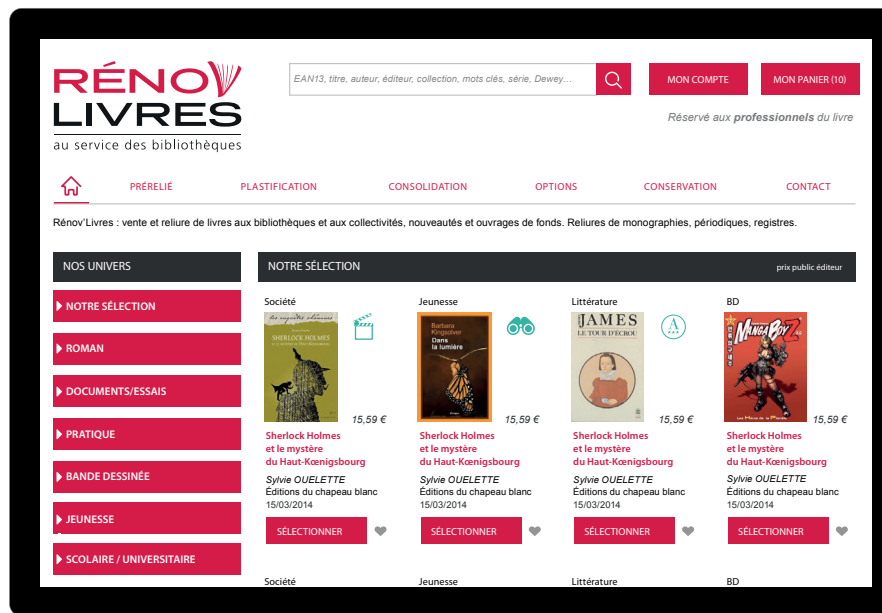 RÉNOV
LIVRES
au service des bibliothèques
EAN13, titre, auteur, éditeur, collection, mots clés, série, Dewey…
MON COMPTE
MON PANIER (10)
Réservé aux professionnels du livre
PRÉRELIÉ
PLASTIFICATION
CONSOLIDATION
OPTIONS
CONSERVATION
CONTACT
Rénov'Livres : vente et reliure de livres aux bibliothèques et aux collectivités, nouveautés et ouvrages de fonds. Reliures de monographies, périodiques, registres.
NOS UNIVERS
NOTRE SÉLECTION
ROMAN
DOCUMENTS/ESSAIS
PRATIQUE
BANDE DESSINÉE
JEUNESSE
SCOLAIRE / UNIVERSITAIRE
NOTRE SÉLECTION
prix public éditeur
Société
SHERLOCK HOLMES
15,59 €
Sherlock Holmes
et le mystère
du Haut-Kœnigsbourg
Sylvie OUELETTE
Éditions du chapeau blanc
15/03/2014
SÉLECTIONNER
Jeunesse
Barbara
Kingsolver
Dans
la lumière
15,59 €
Sherlock Holmes
et le mystère
du Haut-Kœnigsbourg
Sylvie OUELETTE
Éditions du chapeau blanc
15/03/2014
SÉLECTIONNER
Littérature
JAMES
LE TOUR D'ÉCROU
A
15,59 €
Sherlock Holmes
et le mystère
du Haut-Kœnigsbourg
Sylvie OUELETTE
Éditions du chapeau blanc
15/03/2014
SÉLECTIONNER
BD
MANGABOY Z
15,59 €
Sherlock Holmes
et le mystère
du Haut-Kœnigsbourg
Sylvie OUELETTE
Éditions du chapeau blanc
15/03/2014
SÉLECTIONNER
Société
Jeunesse
Littérature
BD